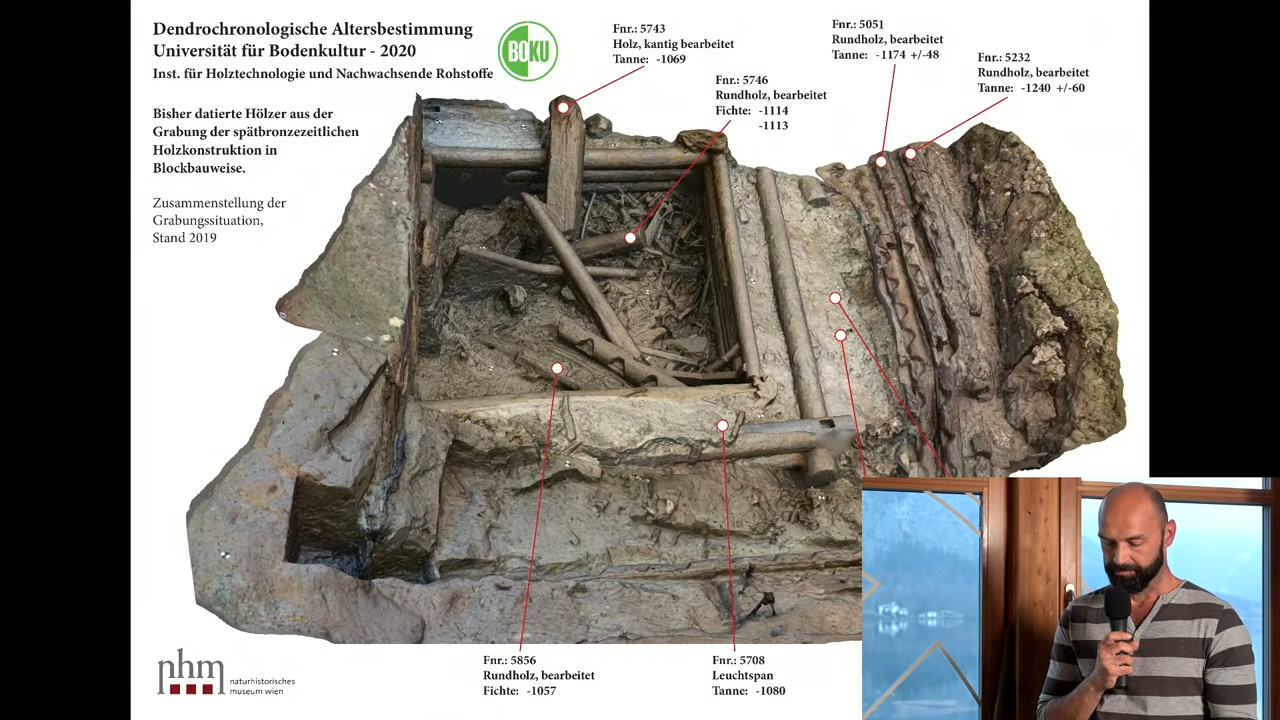 Dendrochronologische Altersbestimmung
Universität für Bodenkultur - 2020
Inst. für Holztechnologie und Nachwachsende Rohstoffe
BOKU
Bisher datierte Hölzer aus der
Grabung der spätbronzezeitlichen
Holzkonstruktion in
Blockbauweise.
Zusammenstellung der
Grabungssituation,
Stand 2019
Fnr.: 5743
Holz, kantig bearbeitet
Tanne: -1069
Fnr.: 5746
Rundholz, bearbeitet
Fichte: -1114
-1113
Fnr.: 5051
Rundholz, bearbeitet
Tanne: -1174 +/-48
Fnr.: 5232
Rundholz, bearbeitet
Tanne: -1240 +/-60
Fnr.: 5856
Rundholz, bearbeitet
Fichte: -1057
Fnr.: 5708
Leuchtspan
Tanne: -1080
nhm
naturhistorisches
museum wien